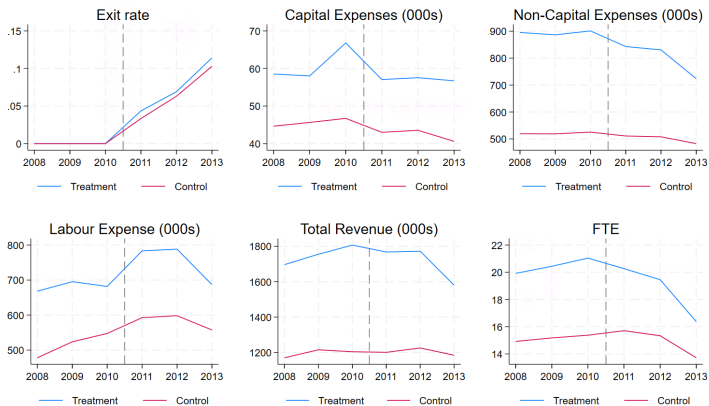 Exit rate
.15
.1
.05
0
2008 2009 2010 2011 2012 2013
Treatment Control
Capital Expenses (000s)
70
60
50
40
2008 2009 2010 2011 2012 2013
Treatment Control
Non-Capital Expenses (000s)
900
800
700
600
500
2008 2009 2010 2011 2012 2013
Treatment Control
Labour Expense (000s)
800
700
600
500
2008 2009 2010 2011 2012 2013
Treatment Control
Total Revenue (000s)
1800
1600
1400
1200
2008 2009 2010 2011 2012 2013
Treatment Control
FTE
22
20
18
16
14
2008 2009 2010 2011 2012 2013
Treatment Control